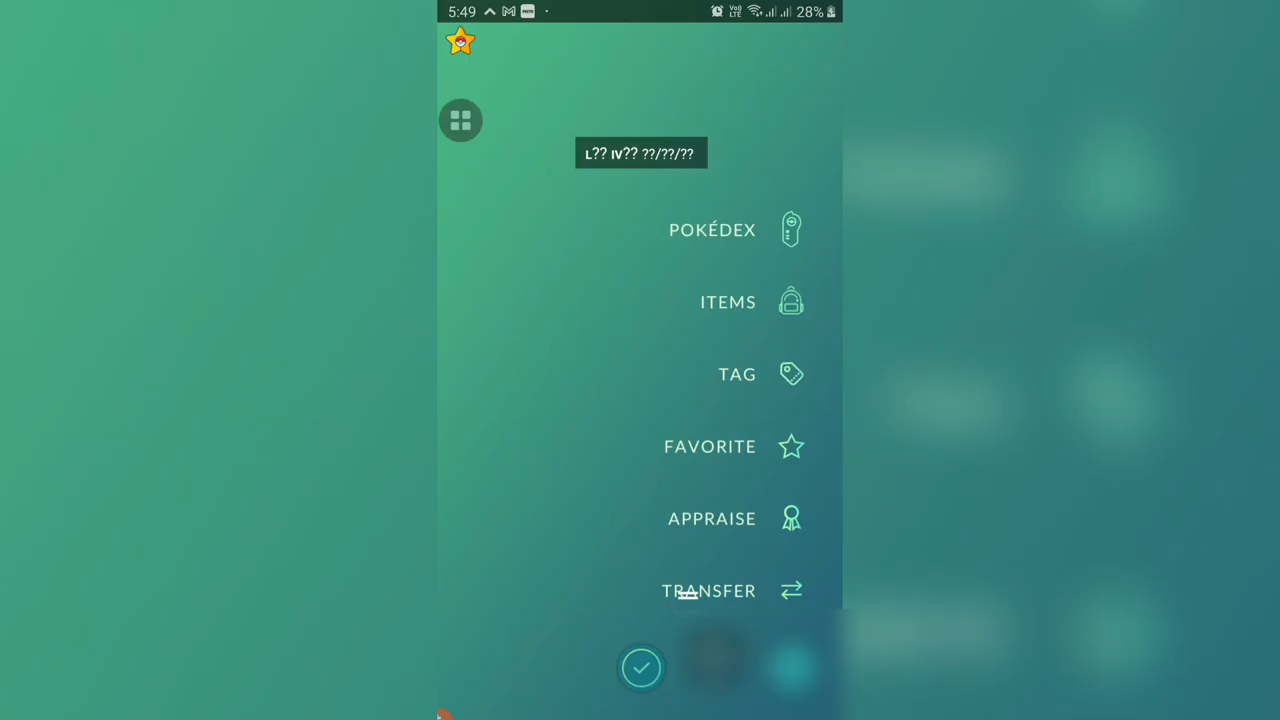 5:49 28%
L?? IV?? ??/??/??
POKÉDEX
ITEMS
TAG
FAVORITE
APPRAISE
TRANSFER